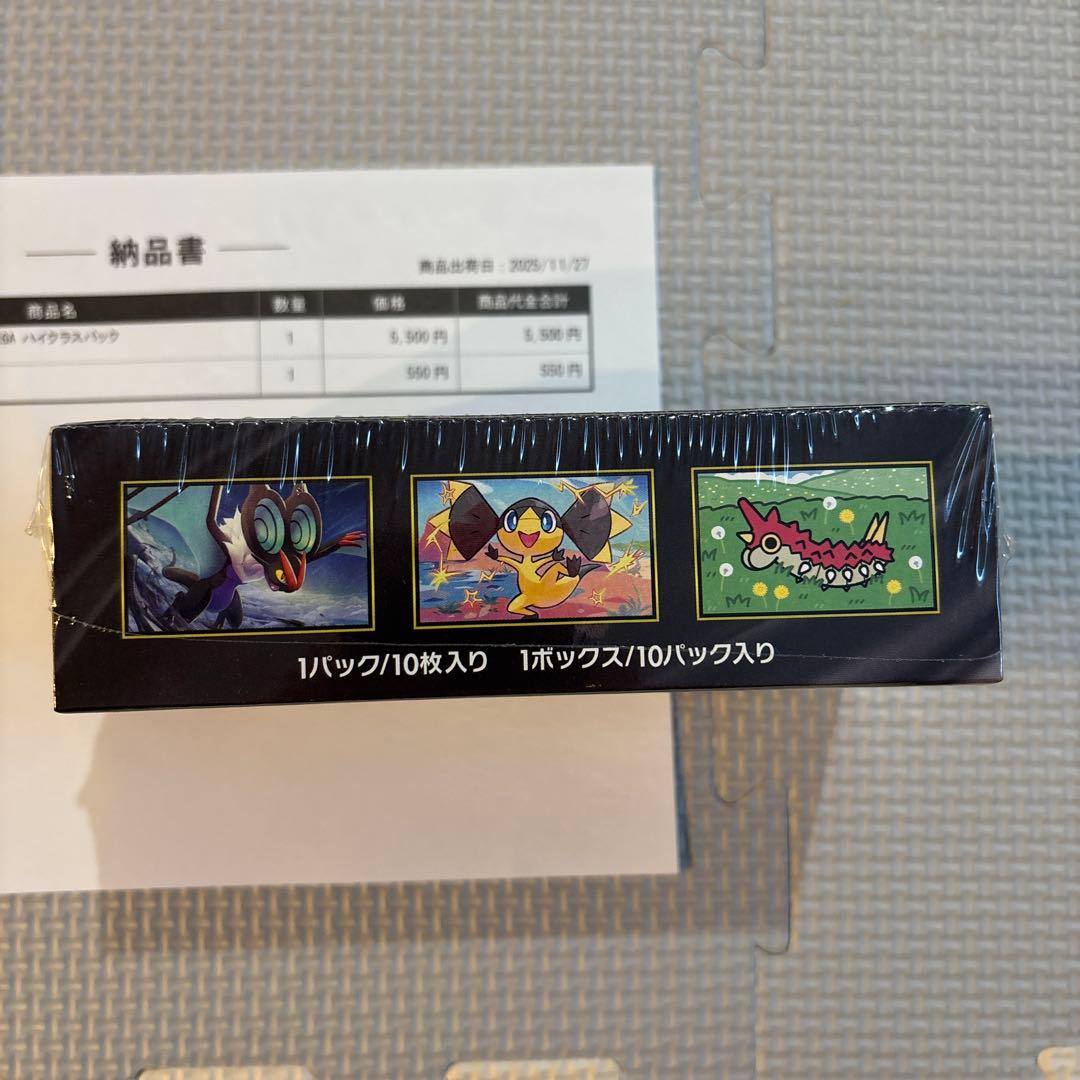 納品書
商品出荷日：2025/11/27
商品名 数量 価格 商品代金合計
ハイクラスパック 1 5,500円 5,500円
1 550円 550円
1パック/10枚入り 1ボックス/10パック入り